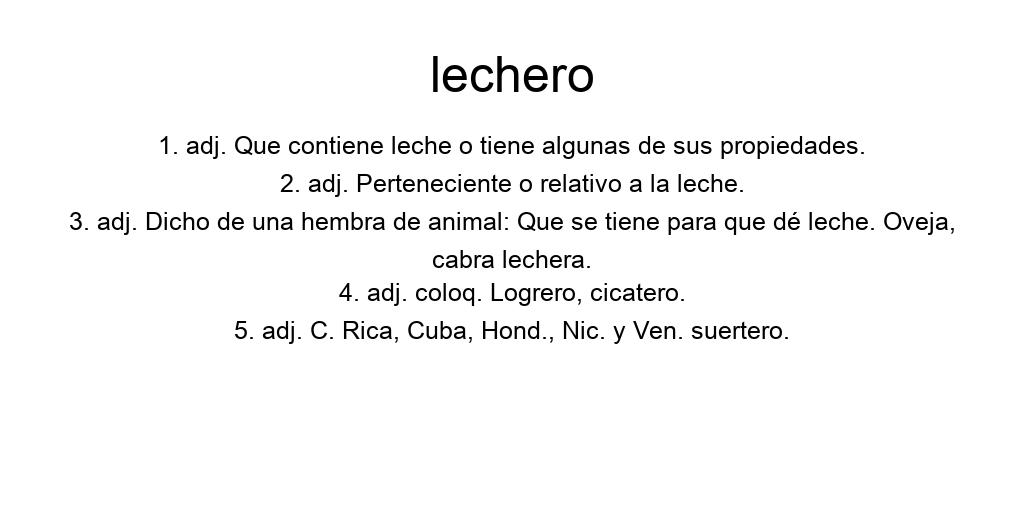 lechero
1. adj. Que contiene leche o tiene algunas de sus propiedades.
2. adj. Perteneciente o relativo a la leche.
3. adj. Dicho de una hembra de animal: Que se tiene para que dé leche. Oveja,
cabra lechera.
4. adj. coloq. Logrero, cicatero.
5. adj. C. Rica, Cuba, Hond., Nic. y Ven. suertero.